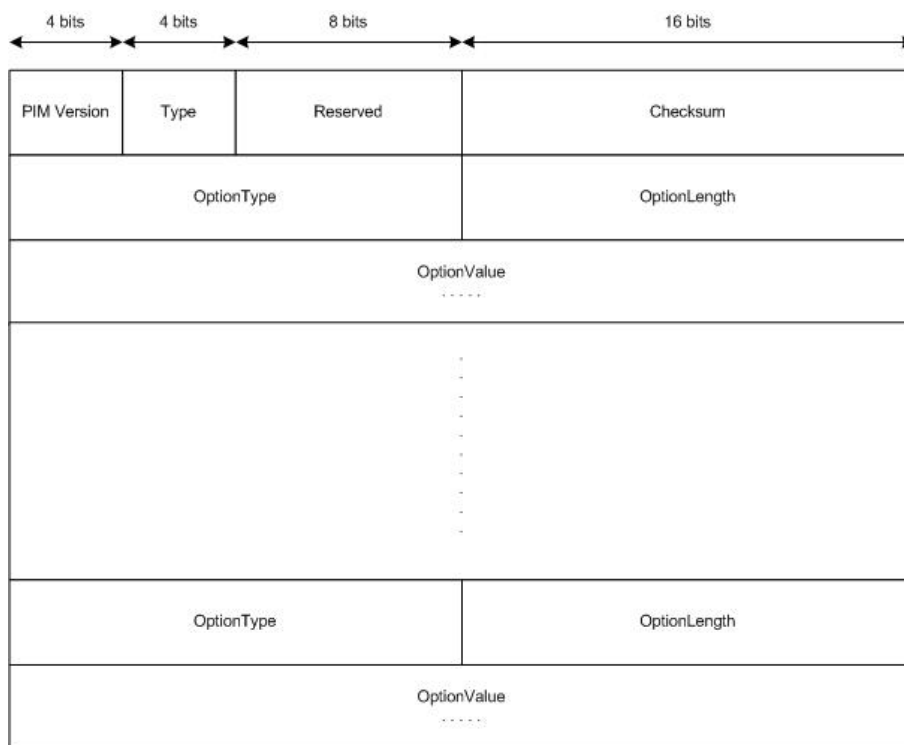 4 bits 4 bits 8 bits 16 bits
PIM Version Type Reserved Checksum
OptionType OptionLength
OptionValue
.....
OptionType OptionLength
OptionValue
.....